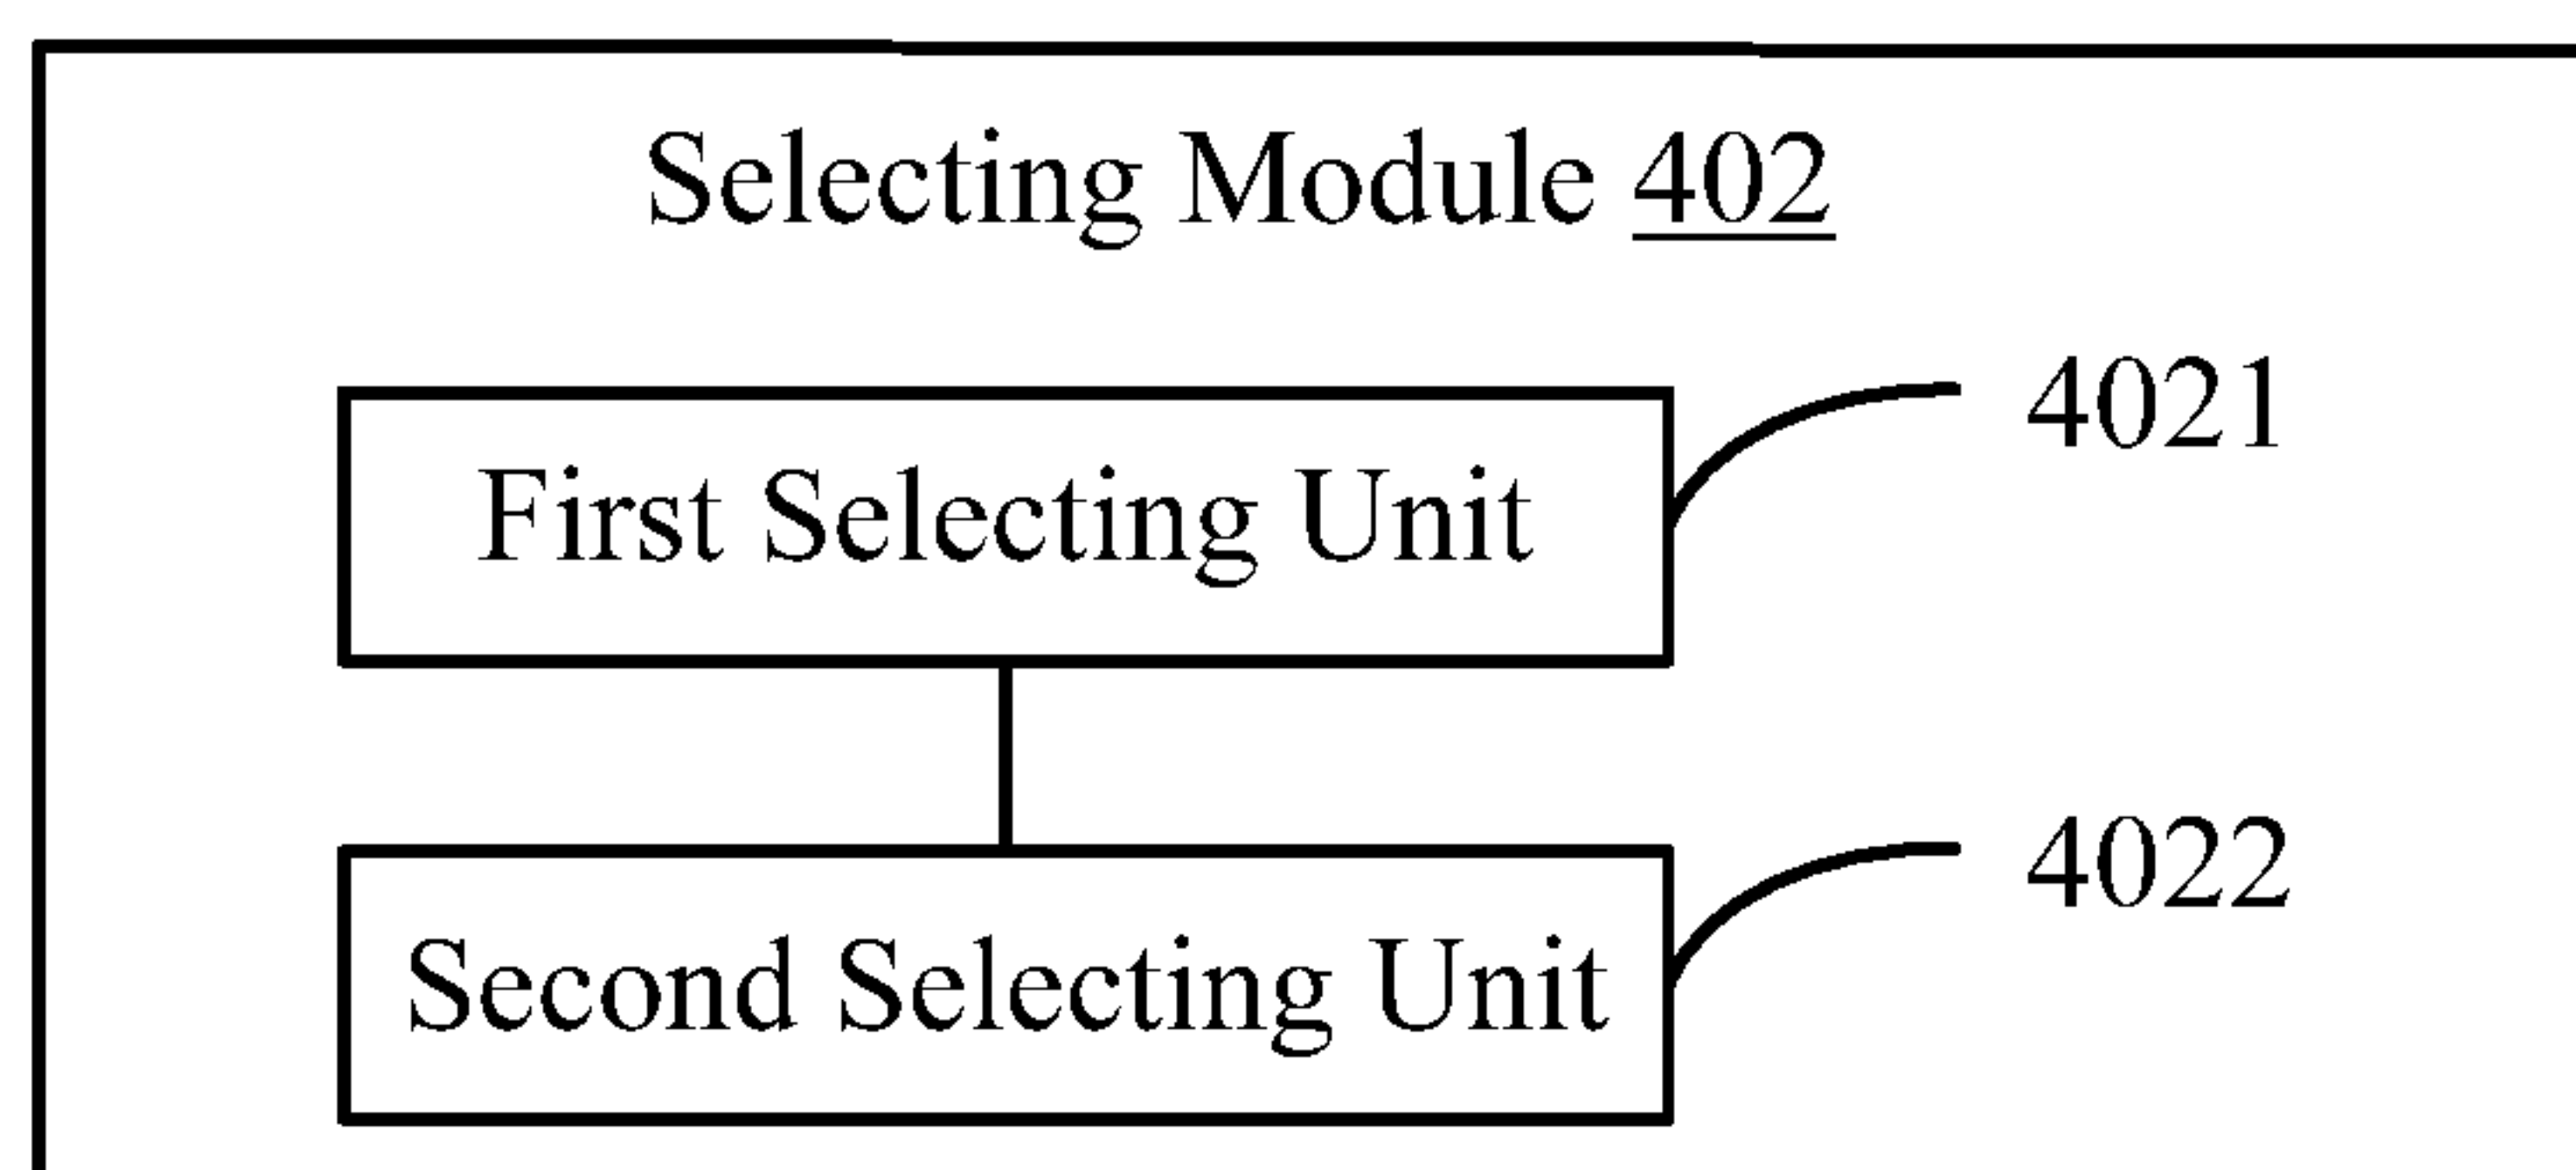 Selecting Module 402
4021
First Selecting Unit
4022
Second Selecting Unit